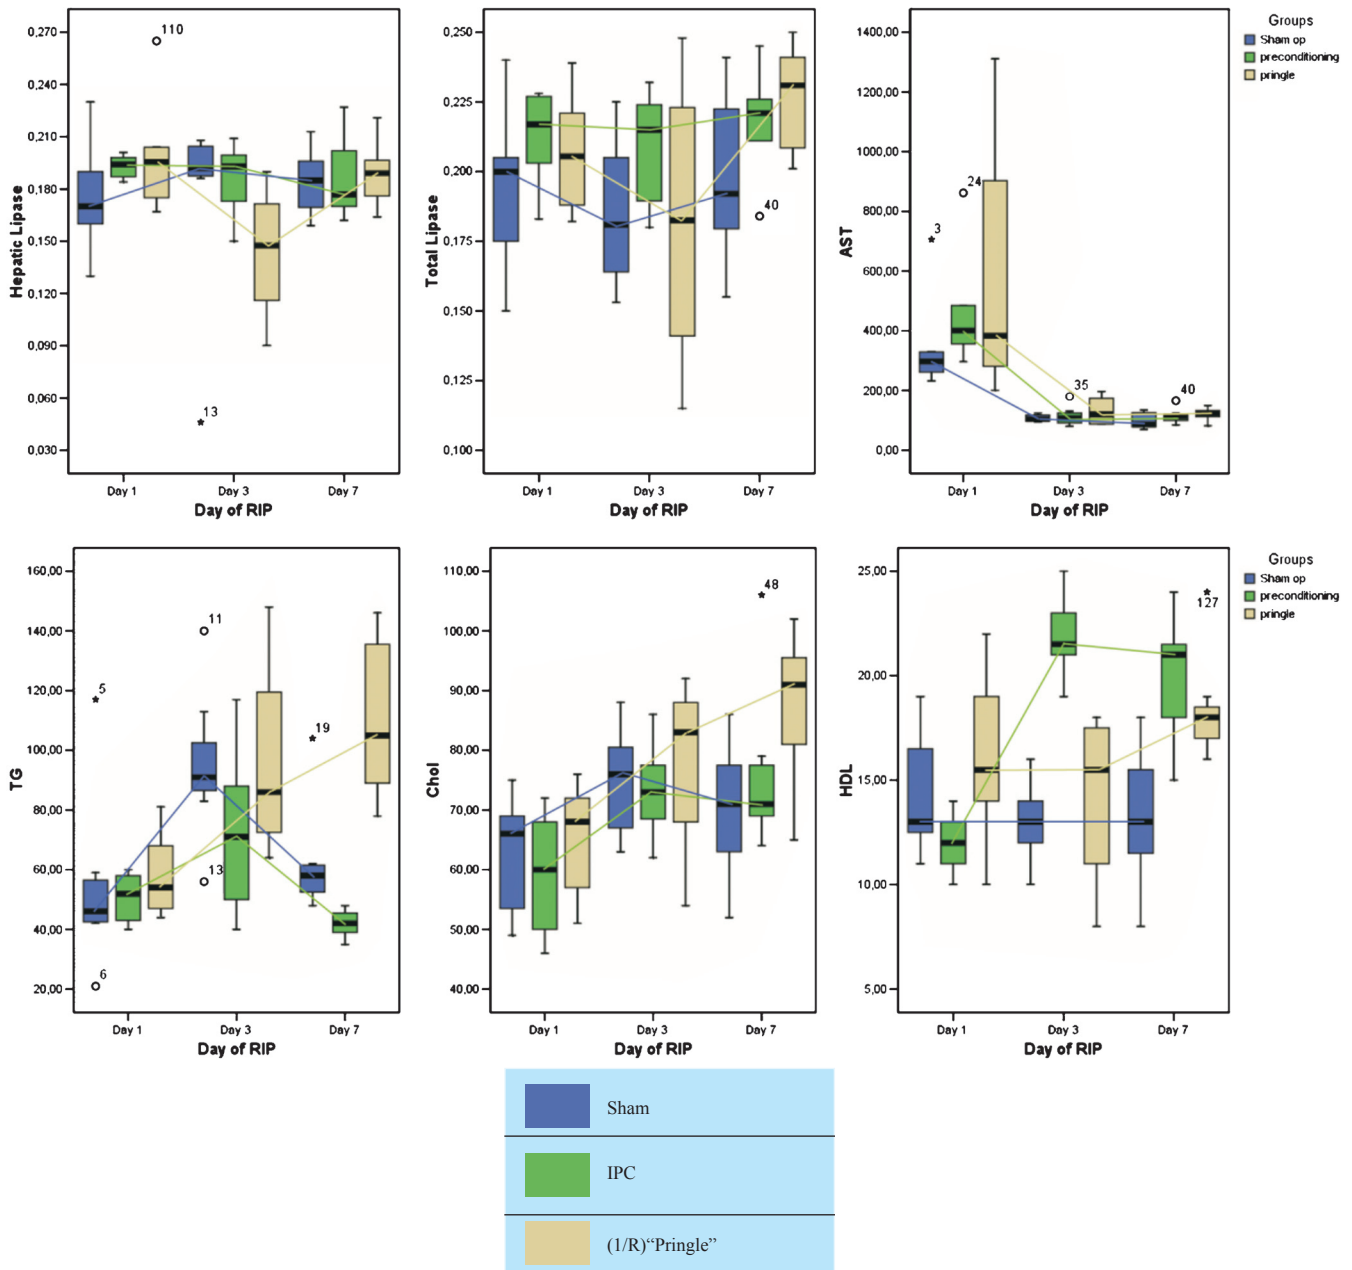 0,270
0,240
0,210
0,180
0,150
0,120
0,090
0,060
0,030
Hepatic Lipase
110
13
Day 1 Day 3 Day 7
Day of RIP
0,250
0,225
0,200
0,175
0,150
0,125
0,100
Total Lipase
40
Day 1 Day 3 Day 7
Day of RIP
1400,00
1200,00
1000,00
800,00
600,00
400,00
200,00
0,00
AST
3
24
35
40
Day 1 Day 3 Day 7
Day of RIP
Groups
Sham op
preconditioning
pringle
160,00
140,00
120,00
100,00
80,00
60,00
40,00
20,00
TG
5
6
11
13
19
Day 1 Day 3 Day 7
Day of RIP
110,00
100,00
90,00
80,00
70,00
60,00
50,00
40,00
Chol
48
Day 1 Day 3 Day 7
Day of RIP
25,00
20,00
15,00
10,00
5,00
HDL
127
Day 1 Day 3 Day 7
Day of RIP
Groups
Sham op
preconditioning
pringle
Sham
IPC
(1/R)“Pringle”